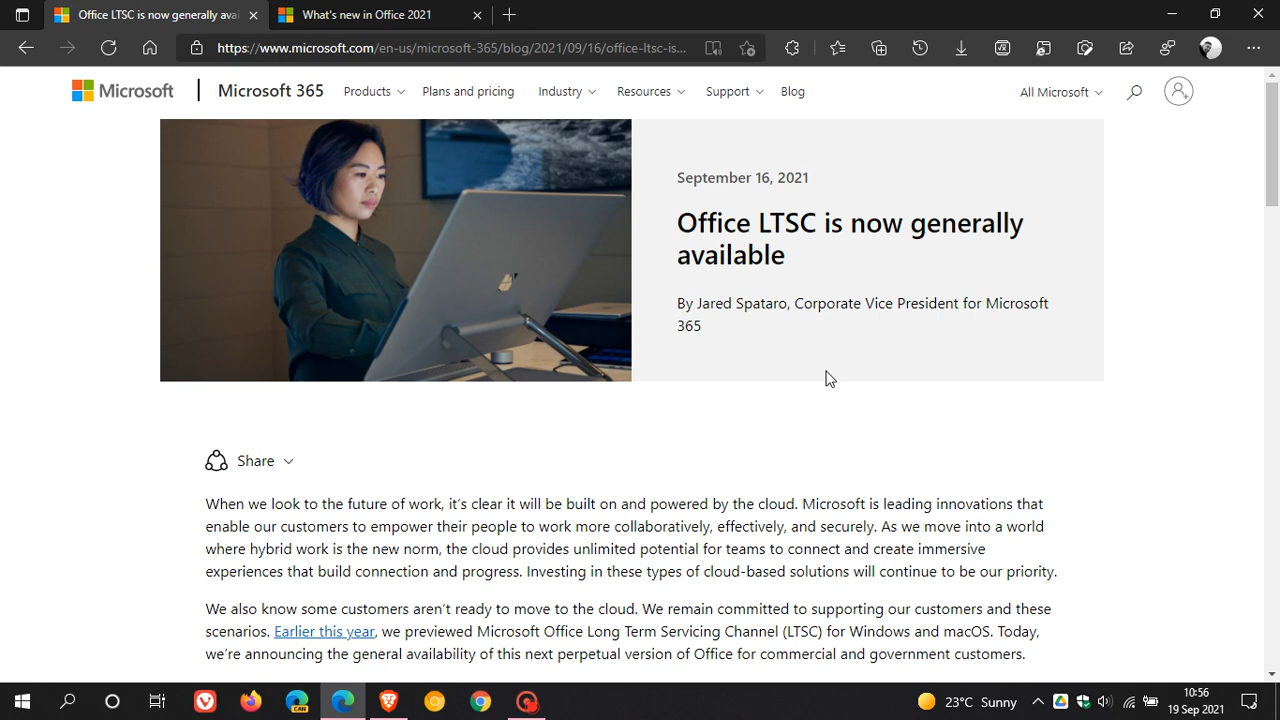 Office LTSC is now generally avai
What's new in Office 2021
https://www.microsoft.com/en-us/microsoft-365/blog/2021/09/16/office-ltsc-is...
Microsoft
Microsoft 365
Products
Plans and pricing
Industry
Resources
Support
Blog
All Microsoft
September 16, 2021
Office LTSC is now generally
available
By Jared Spataro, Corporate Vice President for Microsoft
365
Share
When we look to the future of work, it's clear it will be built on and powered by the cloud. Microsoft is leading innovations that
enable our customers to empower their people to work more collaboratively, effectively, and securely. As we move into a world
where hybrid work is the new norm, the cloud provides unlimited potential for teams to connect and create immersive
experiences that build connection and progress. Investing in these types of cloud-based solutions will continue to be our priority.
We also know some customers aren't ready to move to the cloud. We remain committed to supporting our customers and these
scenarios. Earlier this year, we previewed Microsoft Office Long Term Servicing Channel (LTSC) for Windows and macOS. Today,
we're announcing the general availability of this next perpetual version of Office for commercial and government customers.
CAN
23°C Sunny
10:56
19 Sep 2021